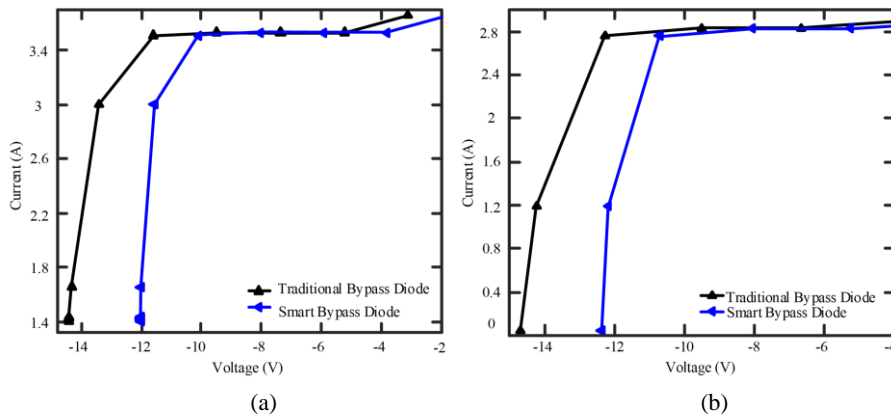 3.4
3
2.6
2.2
1.8
1.4
Current (A)
-14
-12
-10
-8
-6
-4
-2
Voltage (V)
Traditional Bypass Diode
Smart Bypass Diode
(a)
2.8
2.4
2
1.6
1.2
0.8
0.4
0
Current (A)
-14
-12
-10
-8
-6
-4
Voltage (V)
Traditional Bypass Diode
Smart Bypass Diode
(b)